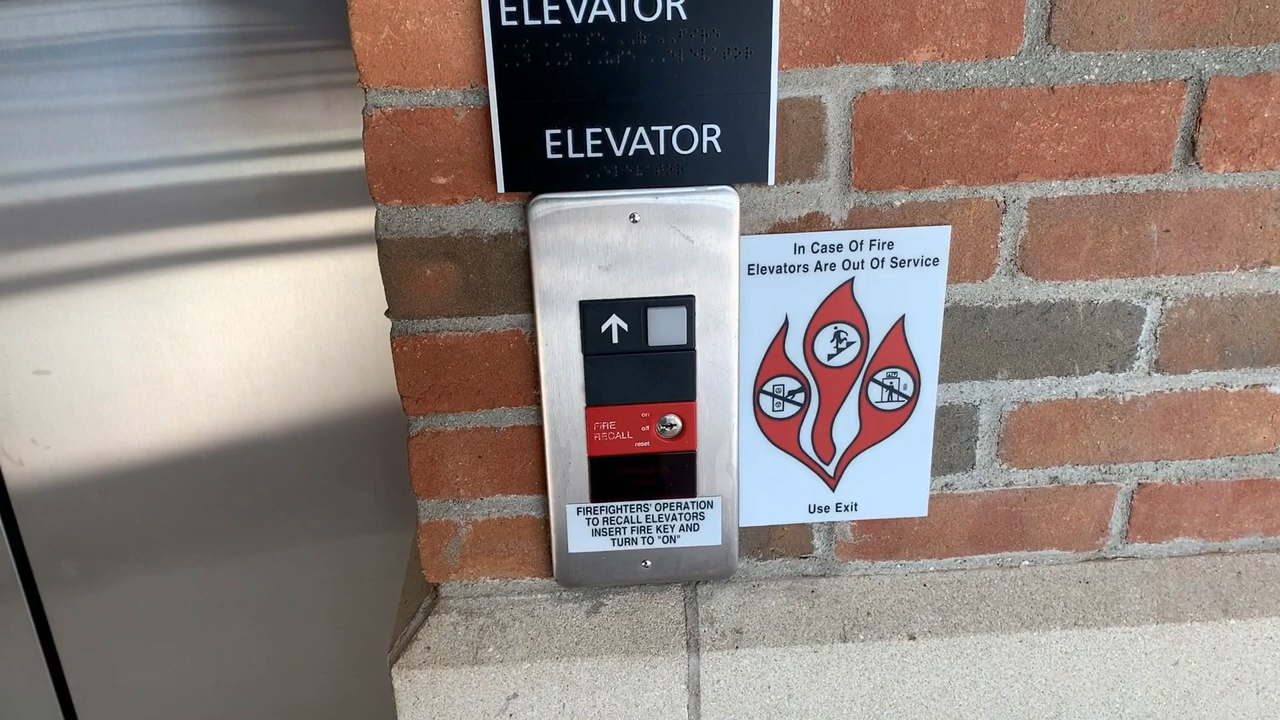 ELEVATOR
ELEVATOR
FIRE
RECALL
on
off
reset
FIREFIGHTERS' OPERATION
TO RECALL ELEVATORS
INSERT FIRE KEY AND
TURN TO "ON"
In Case Of Fire
Elevators Are Out Of Service
Use Exit